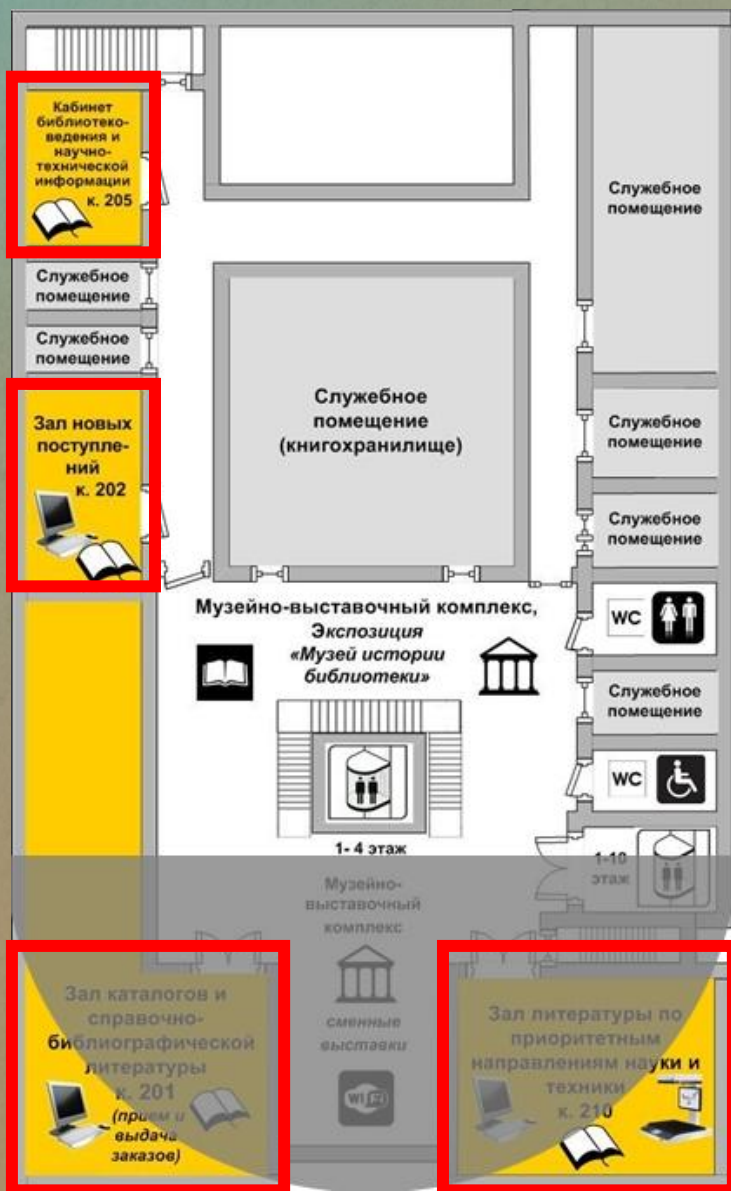 Кабинет
библиотеко-
ведения и
научно-
технической
информации
к. 205
Служебное
помещение
Служебное
помещение
Служебное
помещение
Зал новых
поступле-
ний
к. 202
Служебное
помещение
(книгохранилище)
Служебное
помещение
Служебное
помещение
Музейно-выставочный комплекс,
Экспозиция
«Музей истории
библиотеки»
WC
Служебное
помещение
WC
1- 4 этаж
1-10
этаж
Музейно-
выставочный
комплекс
сменные
выставки
Wi Fi
Зал каталогов и
справочно-
библиографической
литературы
к. 201
(прием и
выдача
заказов)
Зал литературы по
приоритетным
направлениям науки и
техники
к. 210